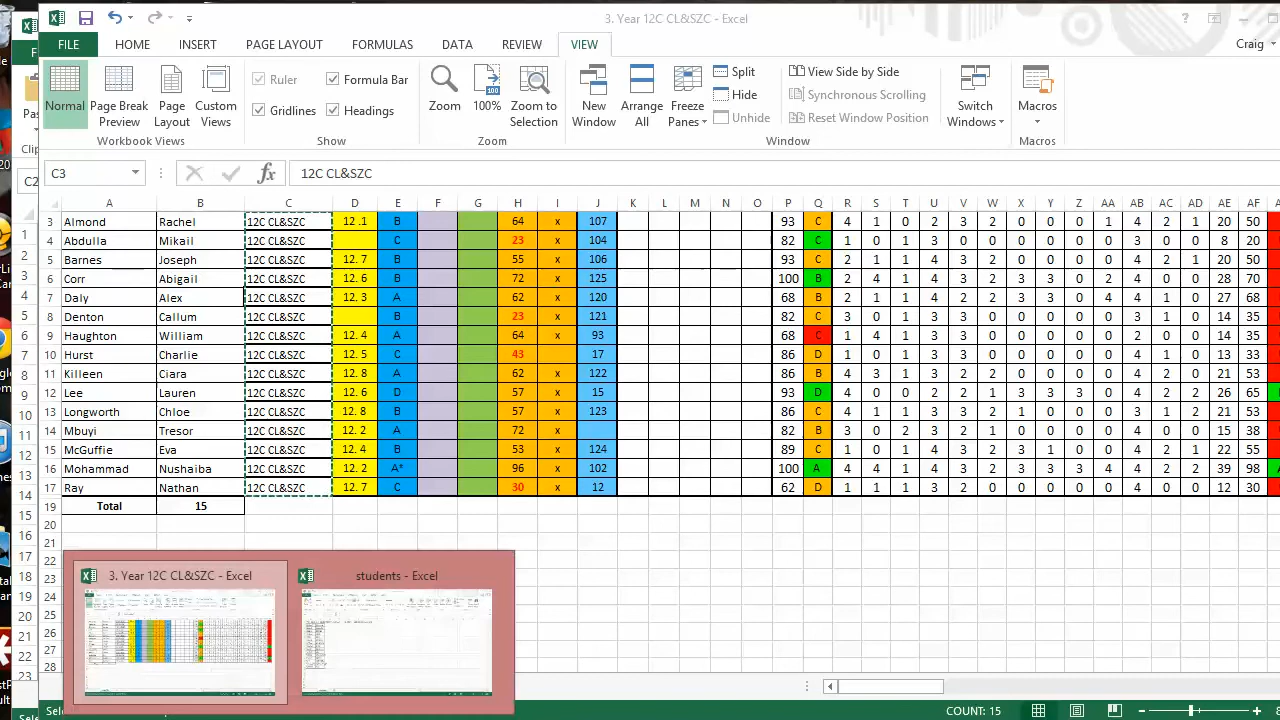 3. Year 12C CL&SZC - Excel
?
FILE HOME INSERT PAGE LAYOUT FORMULAS DATA REVIEW VIEW Craig
Normal
Page Break Preview
Page Layout
Custom Views
Ruler
Formula Bar
Gridlines
Headings
Zoom
100%
Zoom to Selection
New Window
Arrange All
Freeze Panes
Split
Hide
Unhide
View Side by Side
Synchronous Scrolling
Reset Window Position
Switch Windows
Macros
Workbook Views Show Zoom Window Macros
C3 fx 12C CL&SZC
A B C D E F G H I J K L M N O P Q R S T U V W X Y Z AA AB AC AD AE AF
3 Almond Rachel 12C CL&SZC 12 .1 B 64 x 107 93 C 4 1 0 2 3 2 0 0 0 1 4 2 1 20 50
4 Abdulla Mikail 12C CL&SZC C 23 x 104 82 C 1 0 1 3 0 0 0 0 0 3 0 0 8 20
5 Barnes Joseph 12C CL&SZC 12. 7 B 55 x 106 93 C 2 1 1 4 3 2 0 0 0 0 4 2 1 20 50
6 Corr Abigail 12C CL&SZC 12. 6 B 72 x 125 100 B 2 4 1 4 3 3 0 0 2 4 1 0 28 70
7 Daly Alex 12C CL&SZC 12. 3 A 62 x 120 68 B 2 1 1 4 2 2 3 3 0 4 4 1 0 27 68
8 Denton Callum 12C CL&SZC B 23 x 121 82 C 3 0 1 4 0 0 0 0 0 3 0 0 14 35
9 Haughton William 12C CL&SZC 12. 4 A 64 x 93 68 C 1 4 1 3 0 0 0 0 2 0 0 14 35
10 Hurst Charlie 12C CL&SZC 12. 5 C 43 17 86 D 1 0 1 3 0 0 0 0 0 4 2 0 13 33
11 Killeen Ciara 12C CL&SZC 12. 8 A 62 x 122 86 B 4 3 1 3 2 0 0 0 0 4 2 0 21 53
12 Lee Lauren 12C CL&SZC 12. 6 D 57 x 15 93 D 4 0 0 2 2 1 3 3 0 4 2 0 26 65
13 Longworth Chloe 12C CL&SZC 12. 8 B 57 x 123 86 C 4 1 1 3 3 2 1 0 0 0 4 2 0 21 53
14 Mbuyi Tresor 12C CL&SZC 12. 2 A 72 x 82 B 3 0 2 3 2 1 0 0 0 4 0 0 15 38
15 McGuffie Eva 12C CL&SZC 12. 4 B 53 x 124 89 C 1 0 1 4 3 2 0 3 1 0 4 2 0 22 55
16 Mohammad Nushaiba 12C CL&SZC 12. 2 A* 96 x 102 100 A 4 4 1 4 3 2 3 3 3 4 4 2 0 39 98
17 Ray Nathan 12C CL&SZC 12. 7 C 30 x 12 62 D 1 1 1 3 2 0 0 0 0 3 0 0 12 30
19 Total 15
20
21
22
23
24
25
26
27
28
3. Year 12C CL&SZC - Excel
students - Excel
COUNT: 15